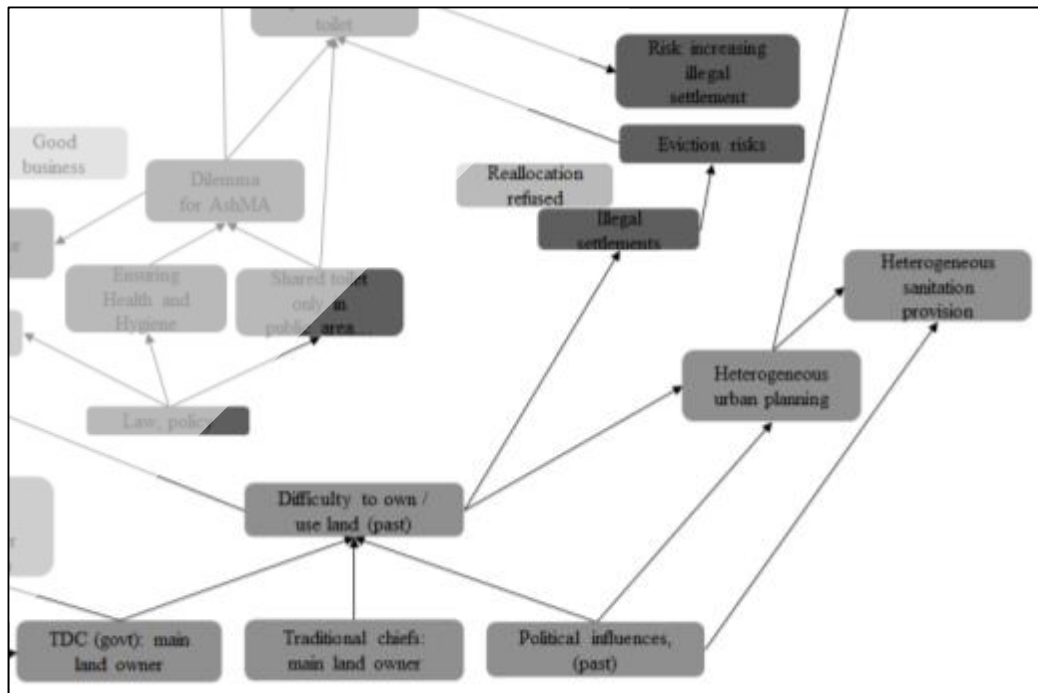 toilet
Risk increasing
illegal
settlement
Eviction risks
Good
business
Dilemma
for AshMA
Reallocation
refused
Illegal
settlements
Ensuring
Health and
Hygiene
Shared toilet
only in
public area...
Heterogeneous
sanitation
provision
Heterogeneous
urban planning
Law, policy
Difficulty to own /
use land (past)
TDC (govt): main
land owner
Traditional chiefs:
main land owner
Political influences,
(past)